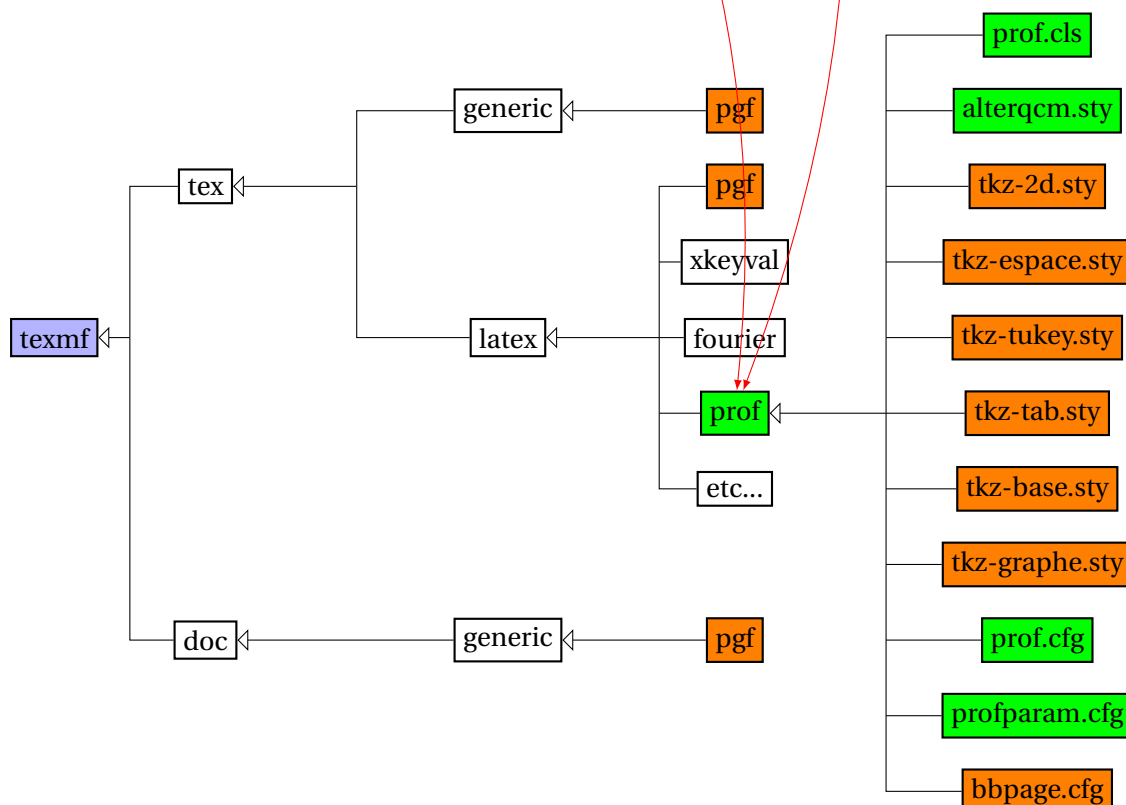 prof.cls
generic
pgf
alterqcm.sty
tex
pgf
tkz-2d.sty
xkeyval
tkz-espace.sty
texmf
latex
fourier
tkz-tukey.sty
prof
tkz-tab.sty
etc...
tkz-base.sty
tkz-graphe.sty
doc
generic
pgf
prof.cfg
profparam.cfg
bbpage.cfg